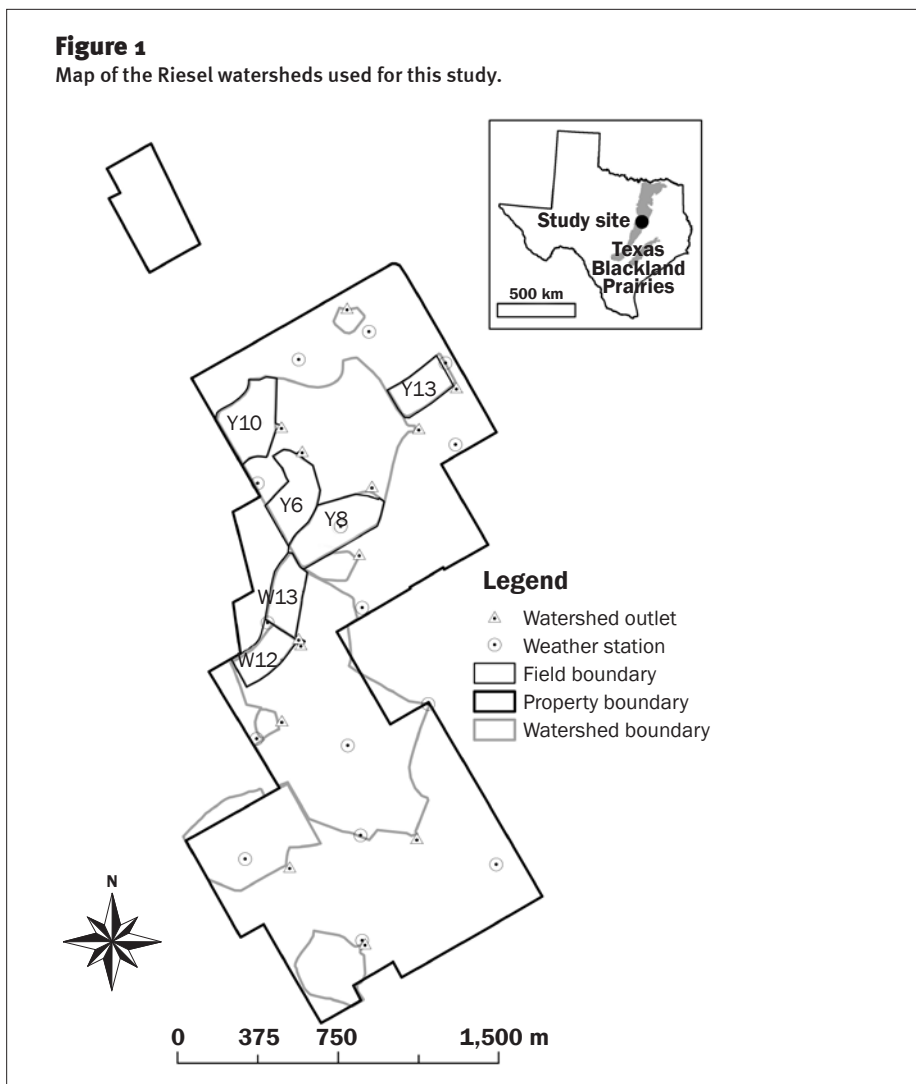 Figure 1
Map of the Riesel watersheds used for this study.
Study site
Texas
Blackland
Prairies
500 km
Y13
Y10
Y6
Y8
W13
W12
Legend
Watershed outlet
Weather station
Field boundary
Property boundary
Watershed boundary
N
0 375 750 1,500 m